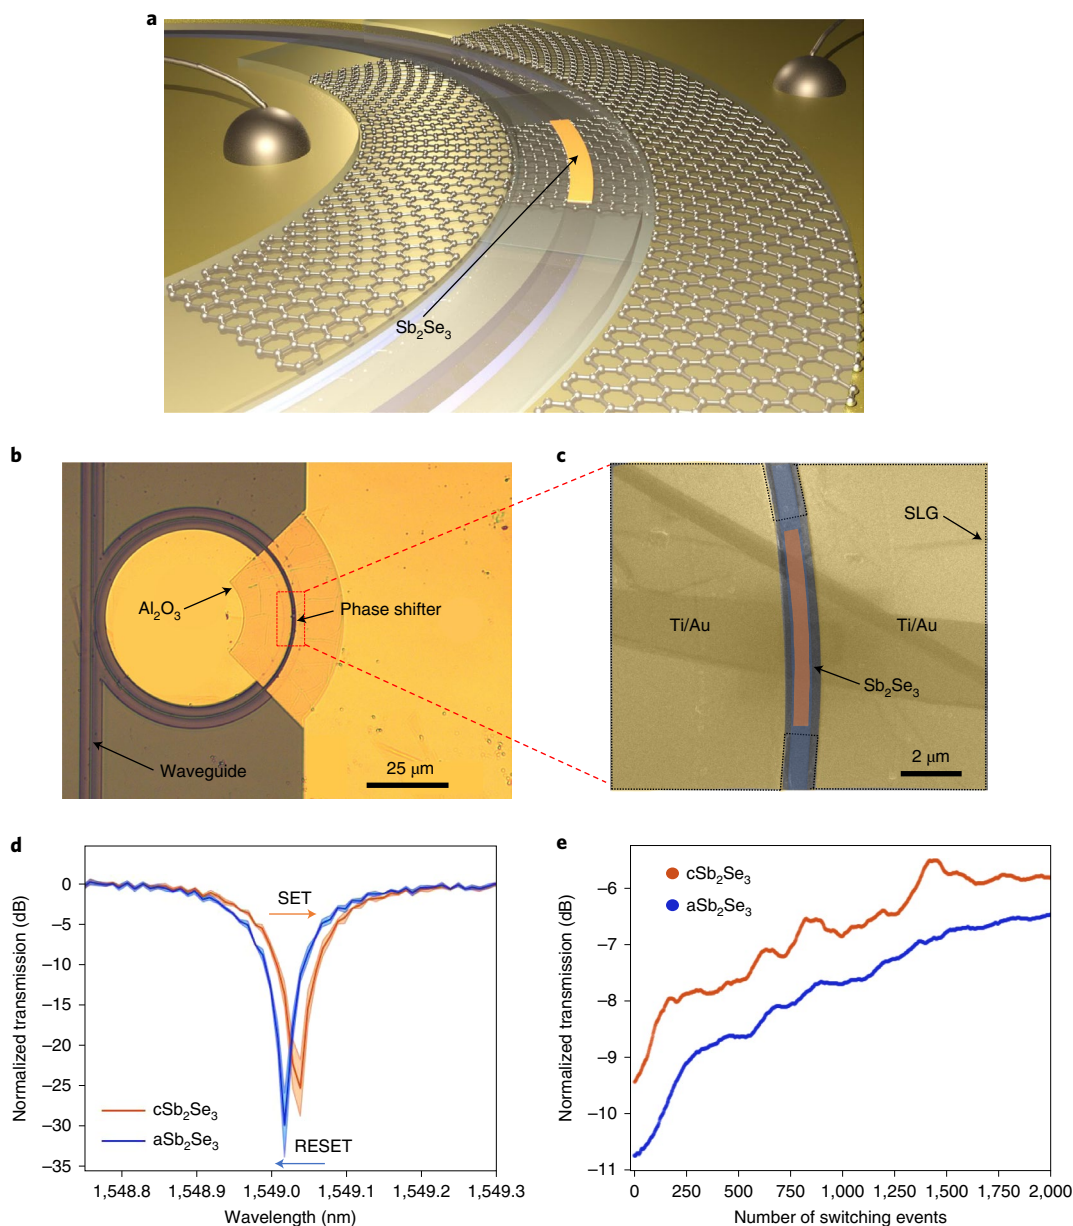 a
Sb₂Se₃
b
Al₂O₃
Phase shifter
Waveguide
25 μm
c
SLG
Ti/Au
Ti/Au
Sb₂Se₃
2 μm
d
Normalized transmission (dB)
0
–5
–10
–15
–20
–25
–30
–35
SET
RESET
cSb₂Se₃
aSb₂Se₃
1,548.8
1,548.9
1,549.0
1,549.1
1,549.2
1,549.3
Wavelength (nm)
e
Normalized transmission (dB)
–6
–7
–8
–9
–10
–11
cSb₂Se₃
aSb₂Se₃
0
250
500
750
1,000
1,250
1,500
1,750
2,000
Number of switching events